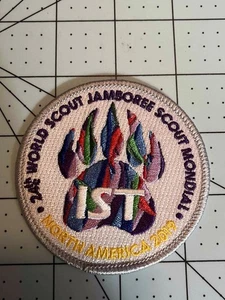 24th WORLD SCOUT JAMBOREE SCOUT MONDIAL
IST
NORTH AMERICA 2019